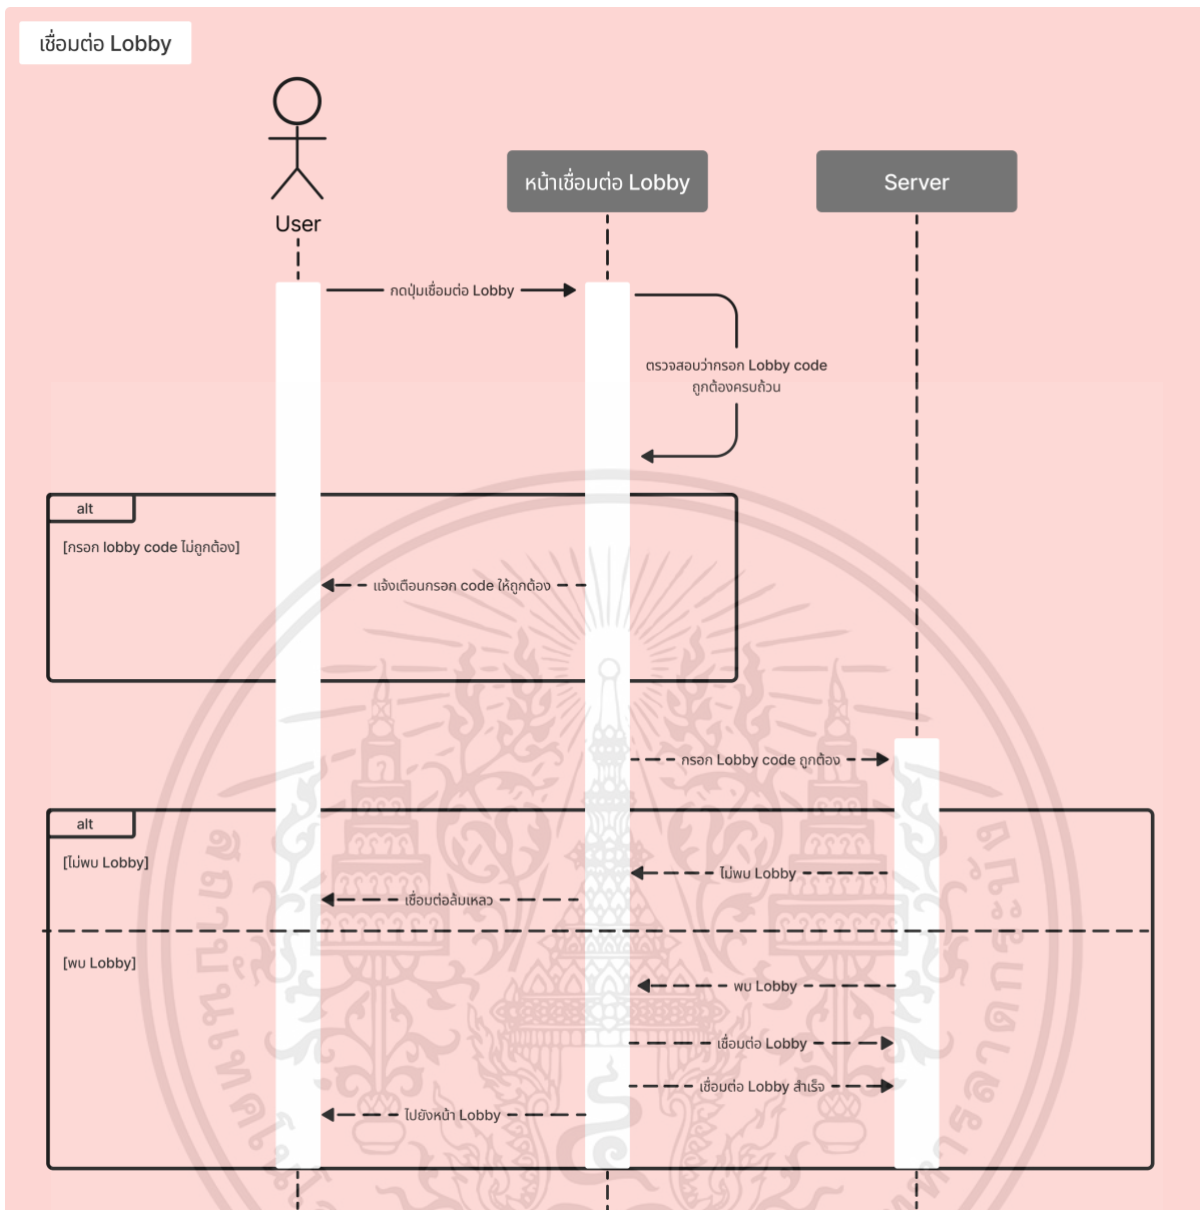 เชื่อมต่อ Lobby
User
หน้าเชื่อมต่อ Lobby
Server
กดปุ่มเชื่อมต่อ Lobby
ตรวจสอบว่ากรอก Lobby code
ถูกต้องครบถ้วน
alt
[กรอก lobby code ไม่ถูกต้อง]
แจ้งเตือนกรอก code ให้ถูกต้อง
กรอก Lobby code ถูกต้อง
alt
[ไม่พบ Lobby]
ไม่พบ Lobby
เชื่อมต่อล้มเหลว
[พบ Lobby]
พบ Lobby
เชื่อมต่อ Lobby
เชื่อมต่อ Lobby สำเร็จ
ไปยังหน้า Lobby